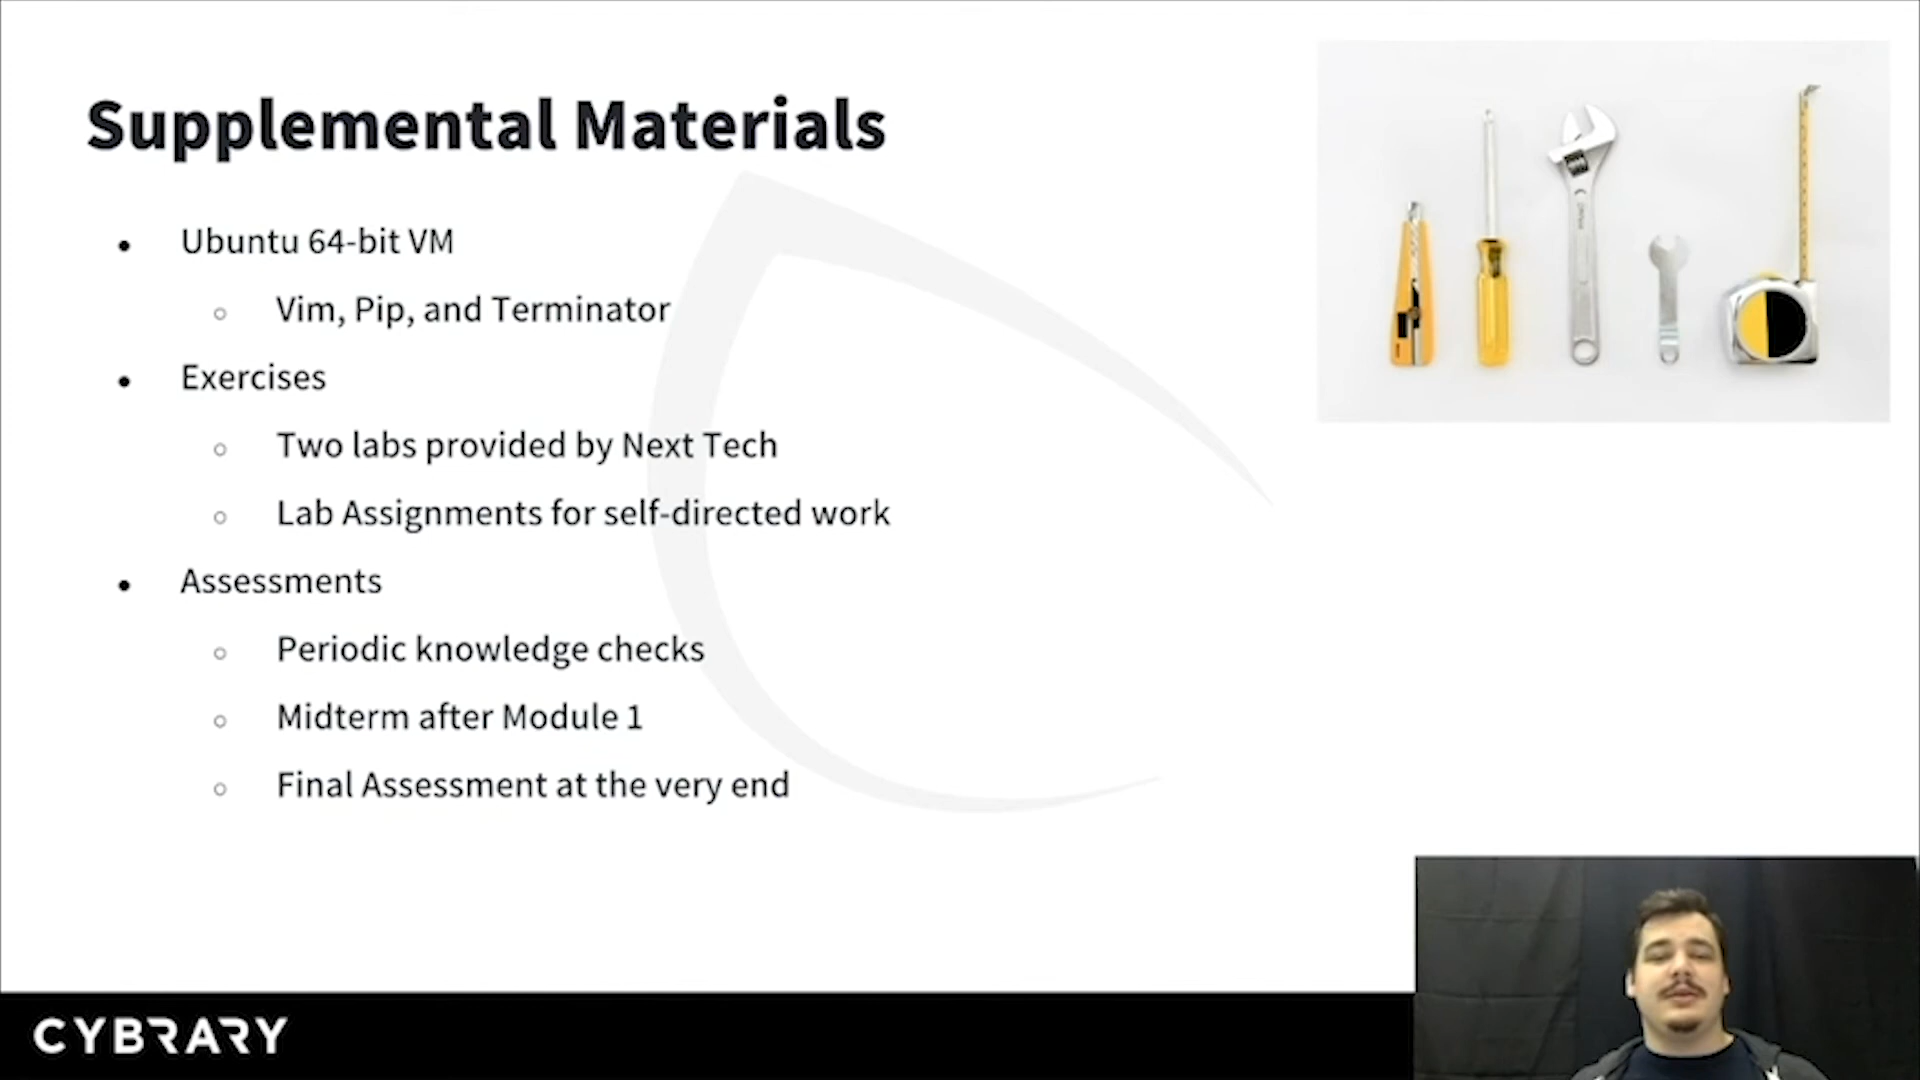 Supplemental Materials
● Ubuntu 64-bit VM
○ Vim, Pip, and Terminator
● Exercises
○ Two labs provided by Next Tech
○ Lab Assignments for self-directed work
● Assessments
○ Periodic knowledge checks
○ Midterm after Module 1
○ Final Assessment at the very end
CYBRARY